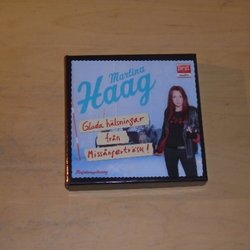 Martina
Haag
Glada hälsningar
från
Missångerträsk!